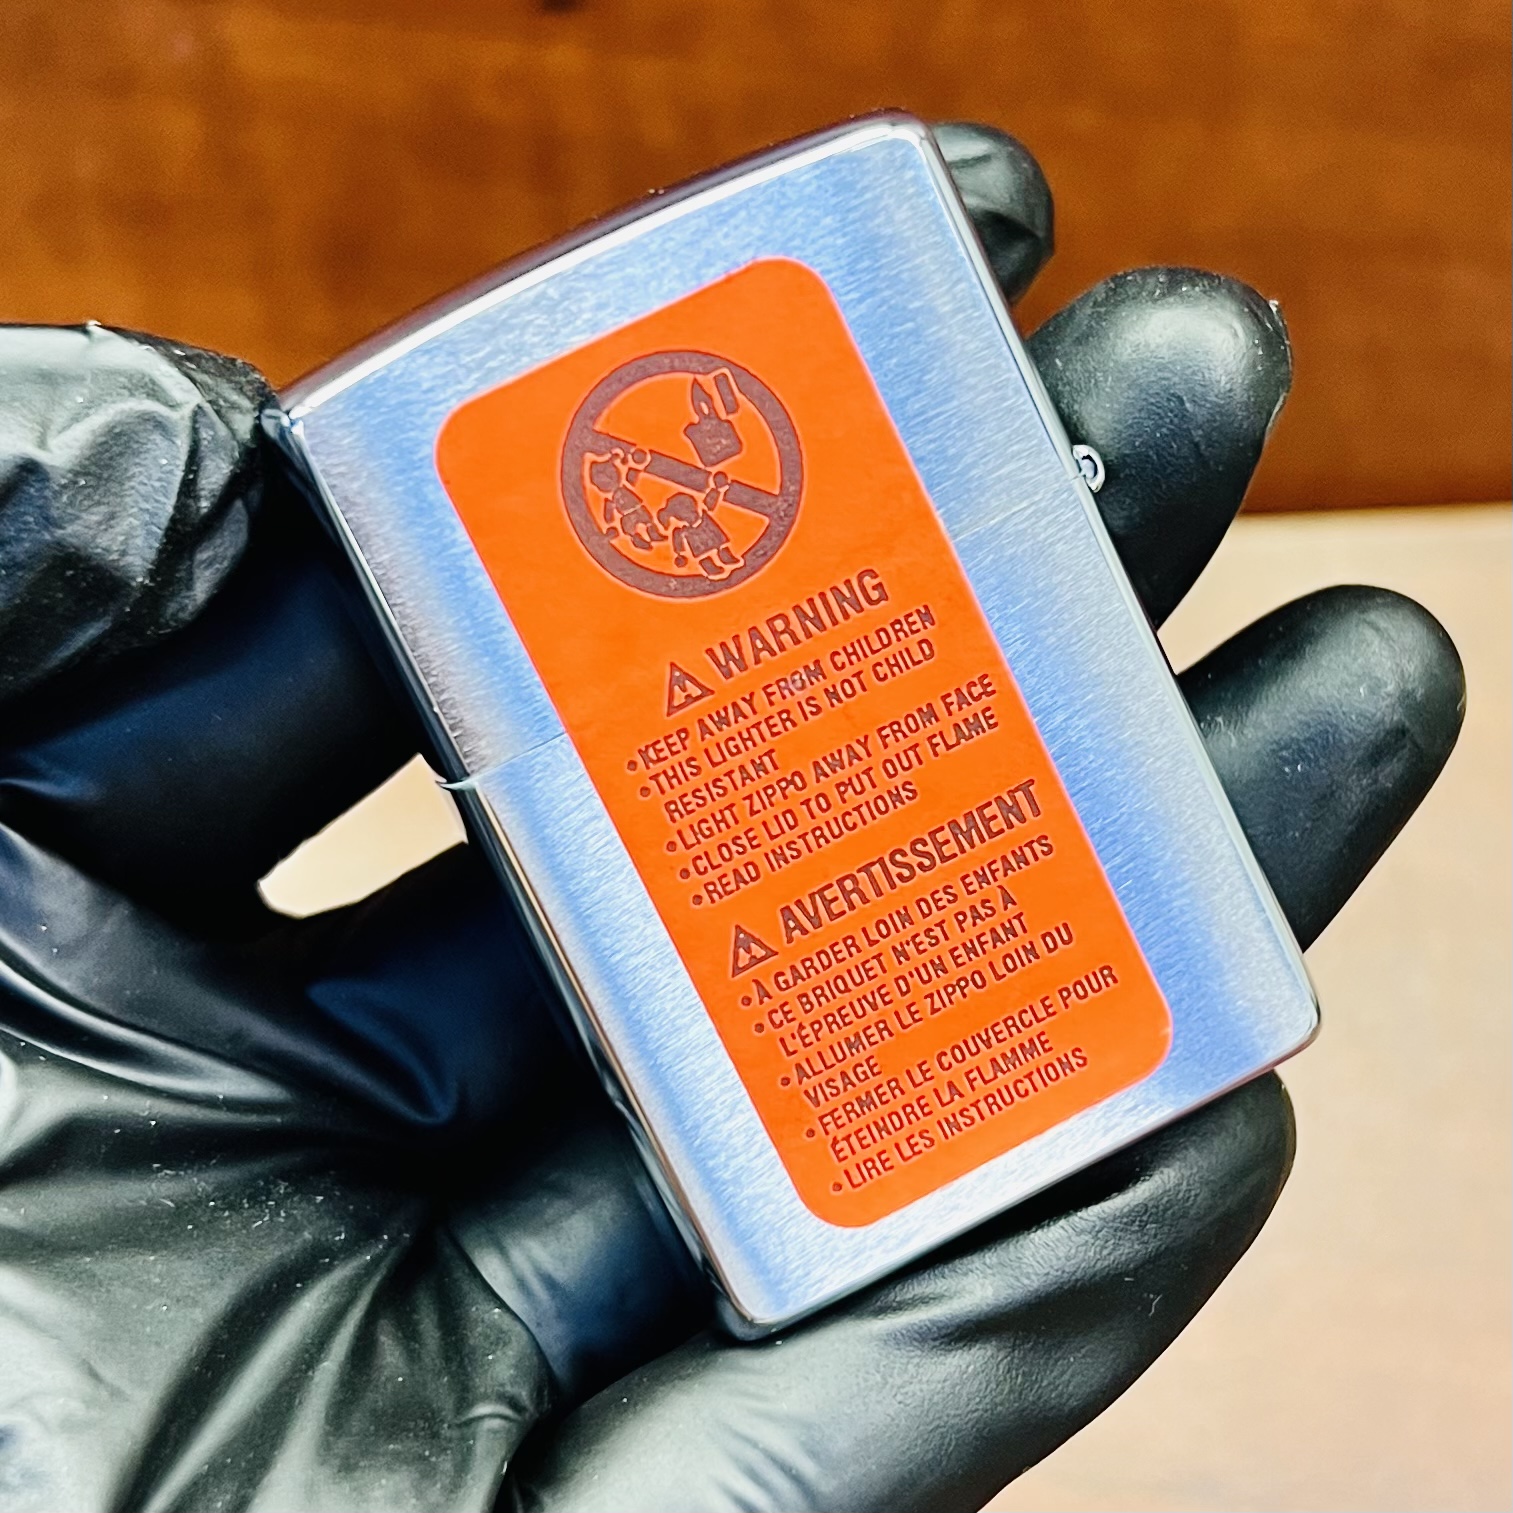 WARNING
•KEEP AWAY FROM CHILDREN
•THIS LIGHTER IS NOT CHILD
RESISTANT
•LIGHT ZIPPO AWAY FROM FACE
•CLOSE LID TO PUT OUT FLAME
•READ INSTRUCTIONS
AVERTISSEMENT
•À GARDER LOIN DES ENFANTS
•CE BRIQUET N'EST PAS À
L'ÉPREUVE D'UN ENFANT
•ALLUMER LE ZIPPO LOIN DU
VISAGE
•FERMER LE COUVERCLE POUR
ÉTEINDRE LA FLAMME
•LIRE LES INSTRUCTIONS